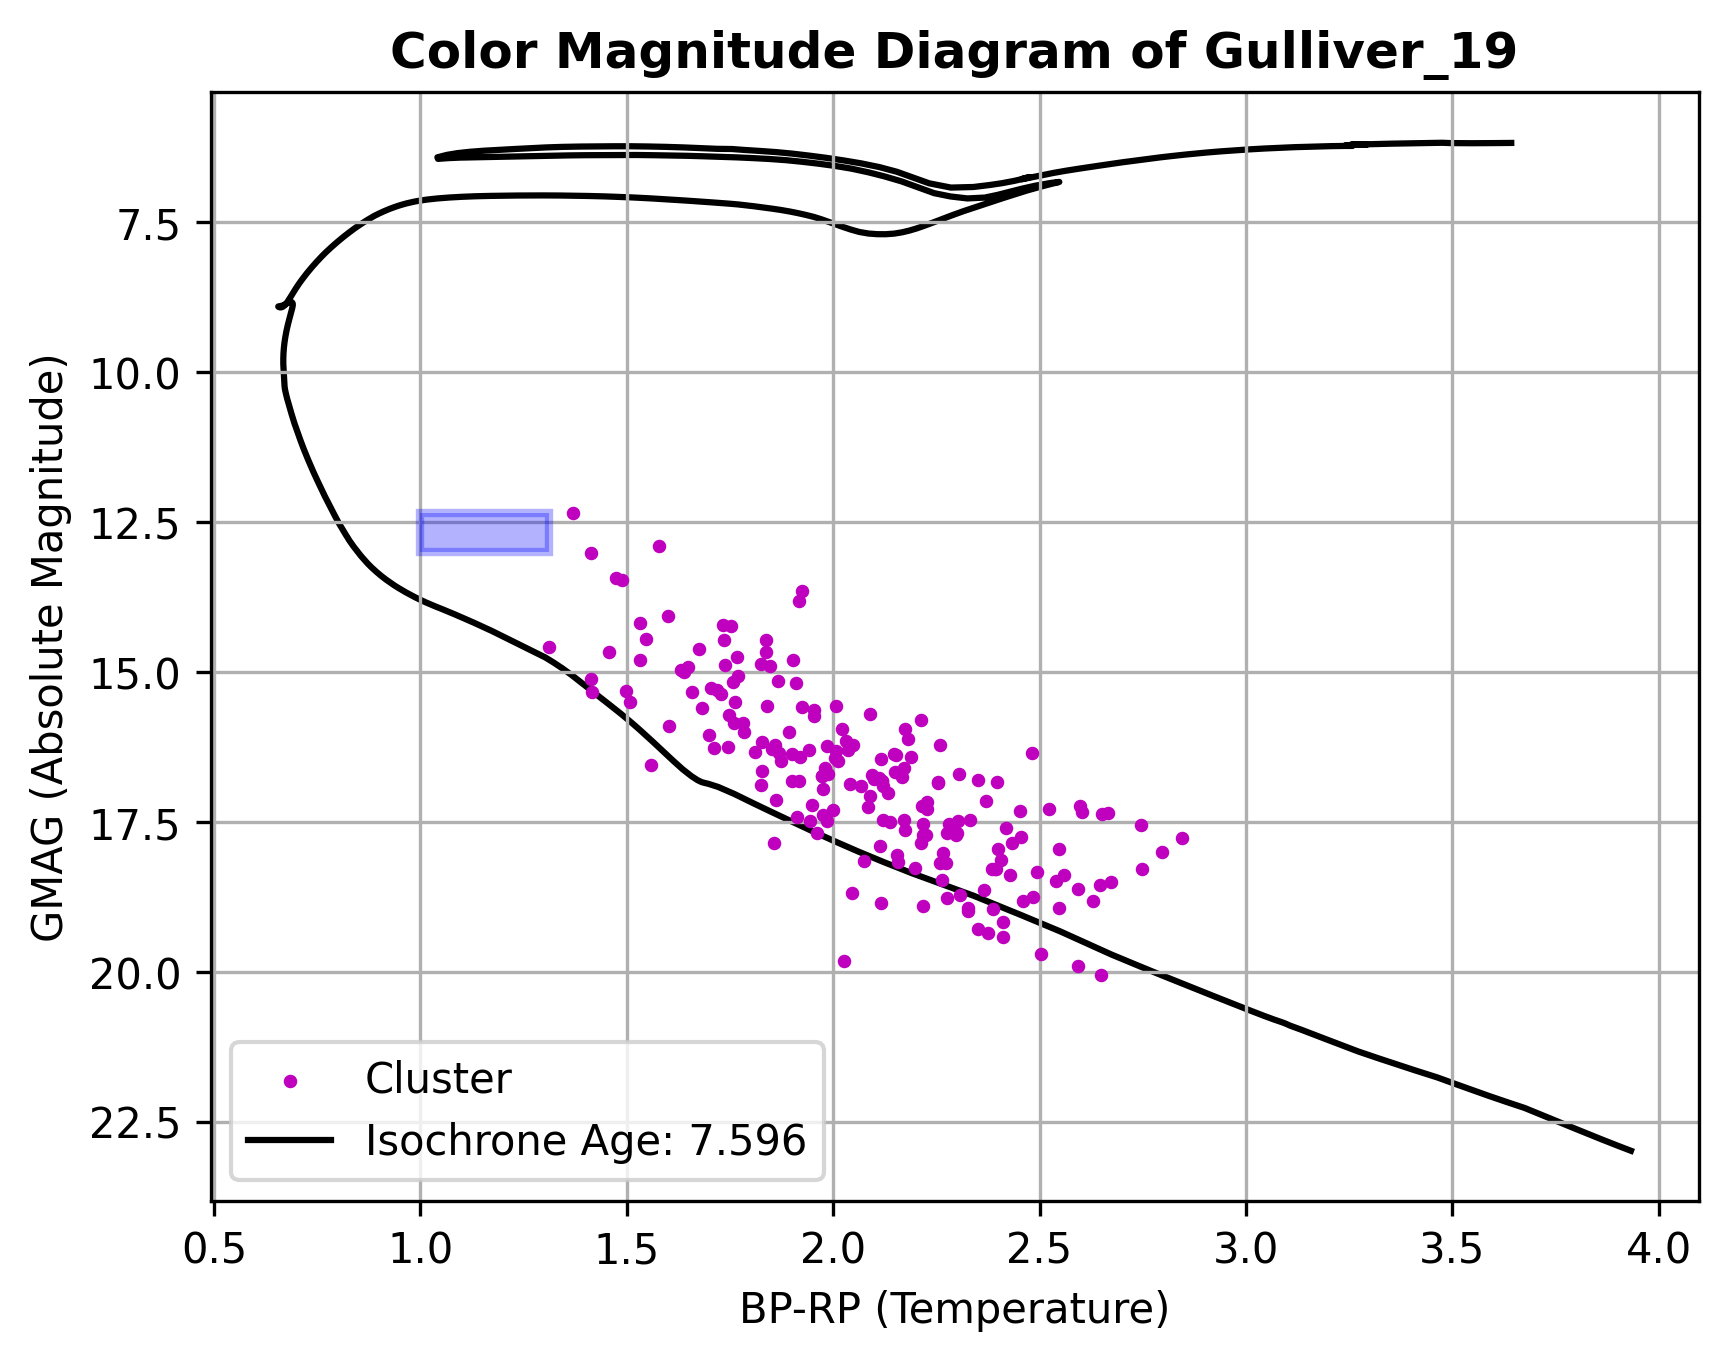 Color Magnitude Diagram of Gulliver_19
GMAG (Absolute Magnitude)
7.5
10.0
12.5
15.0
17.5
20.0
22.5
Cluster
Isochrone Age: 7.596
0.5 1.0 1.5 2.0 2.5 3.0 3.5 4.0
BP-RP (Temperature)